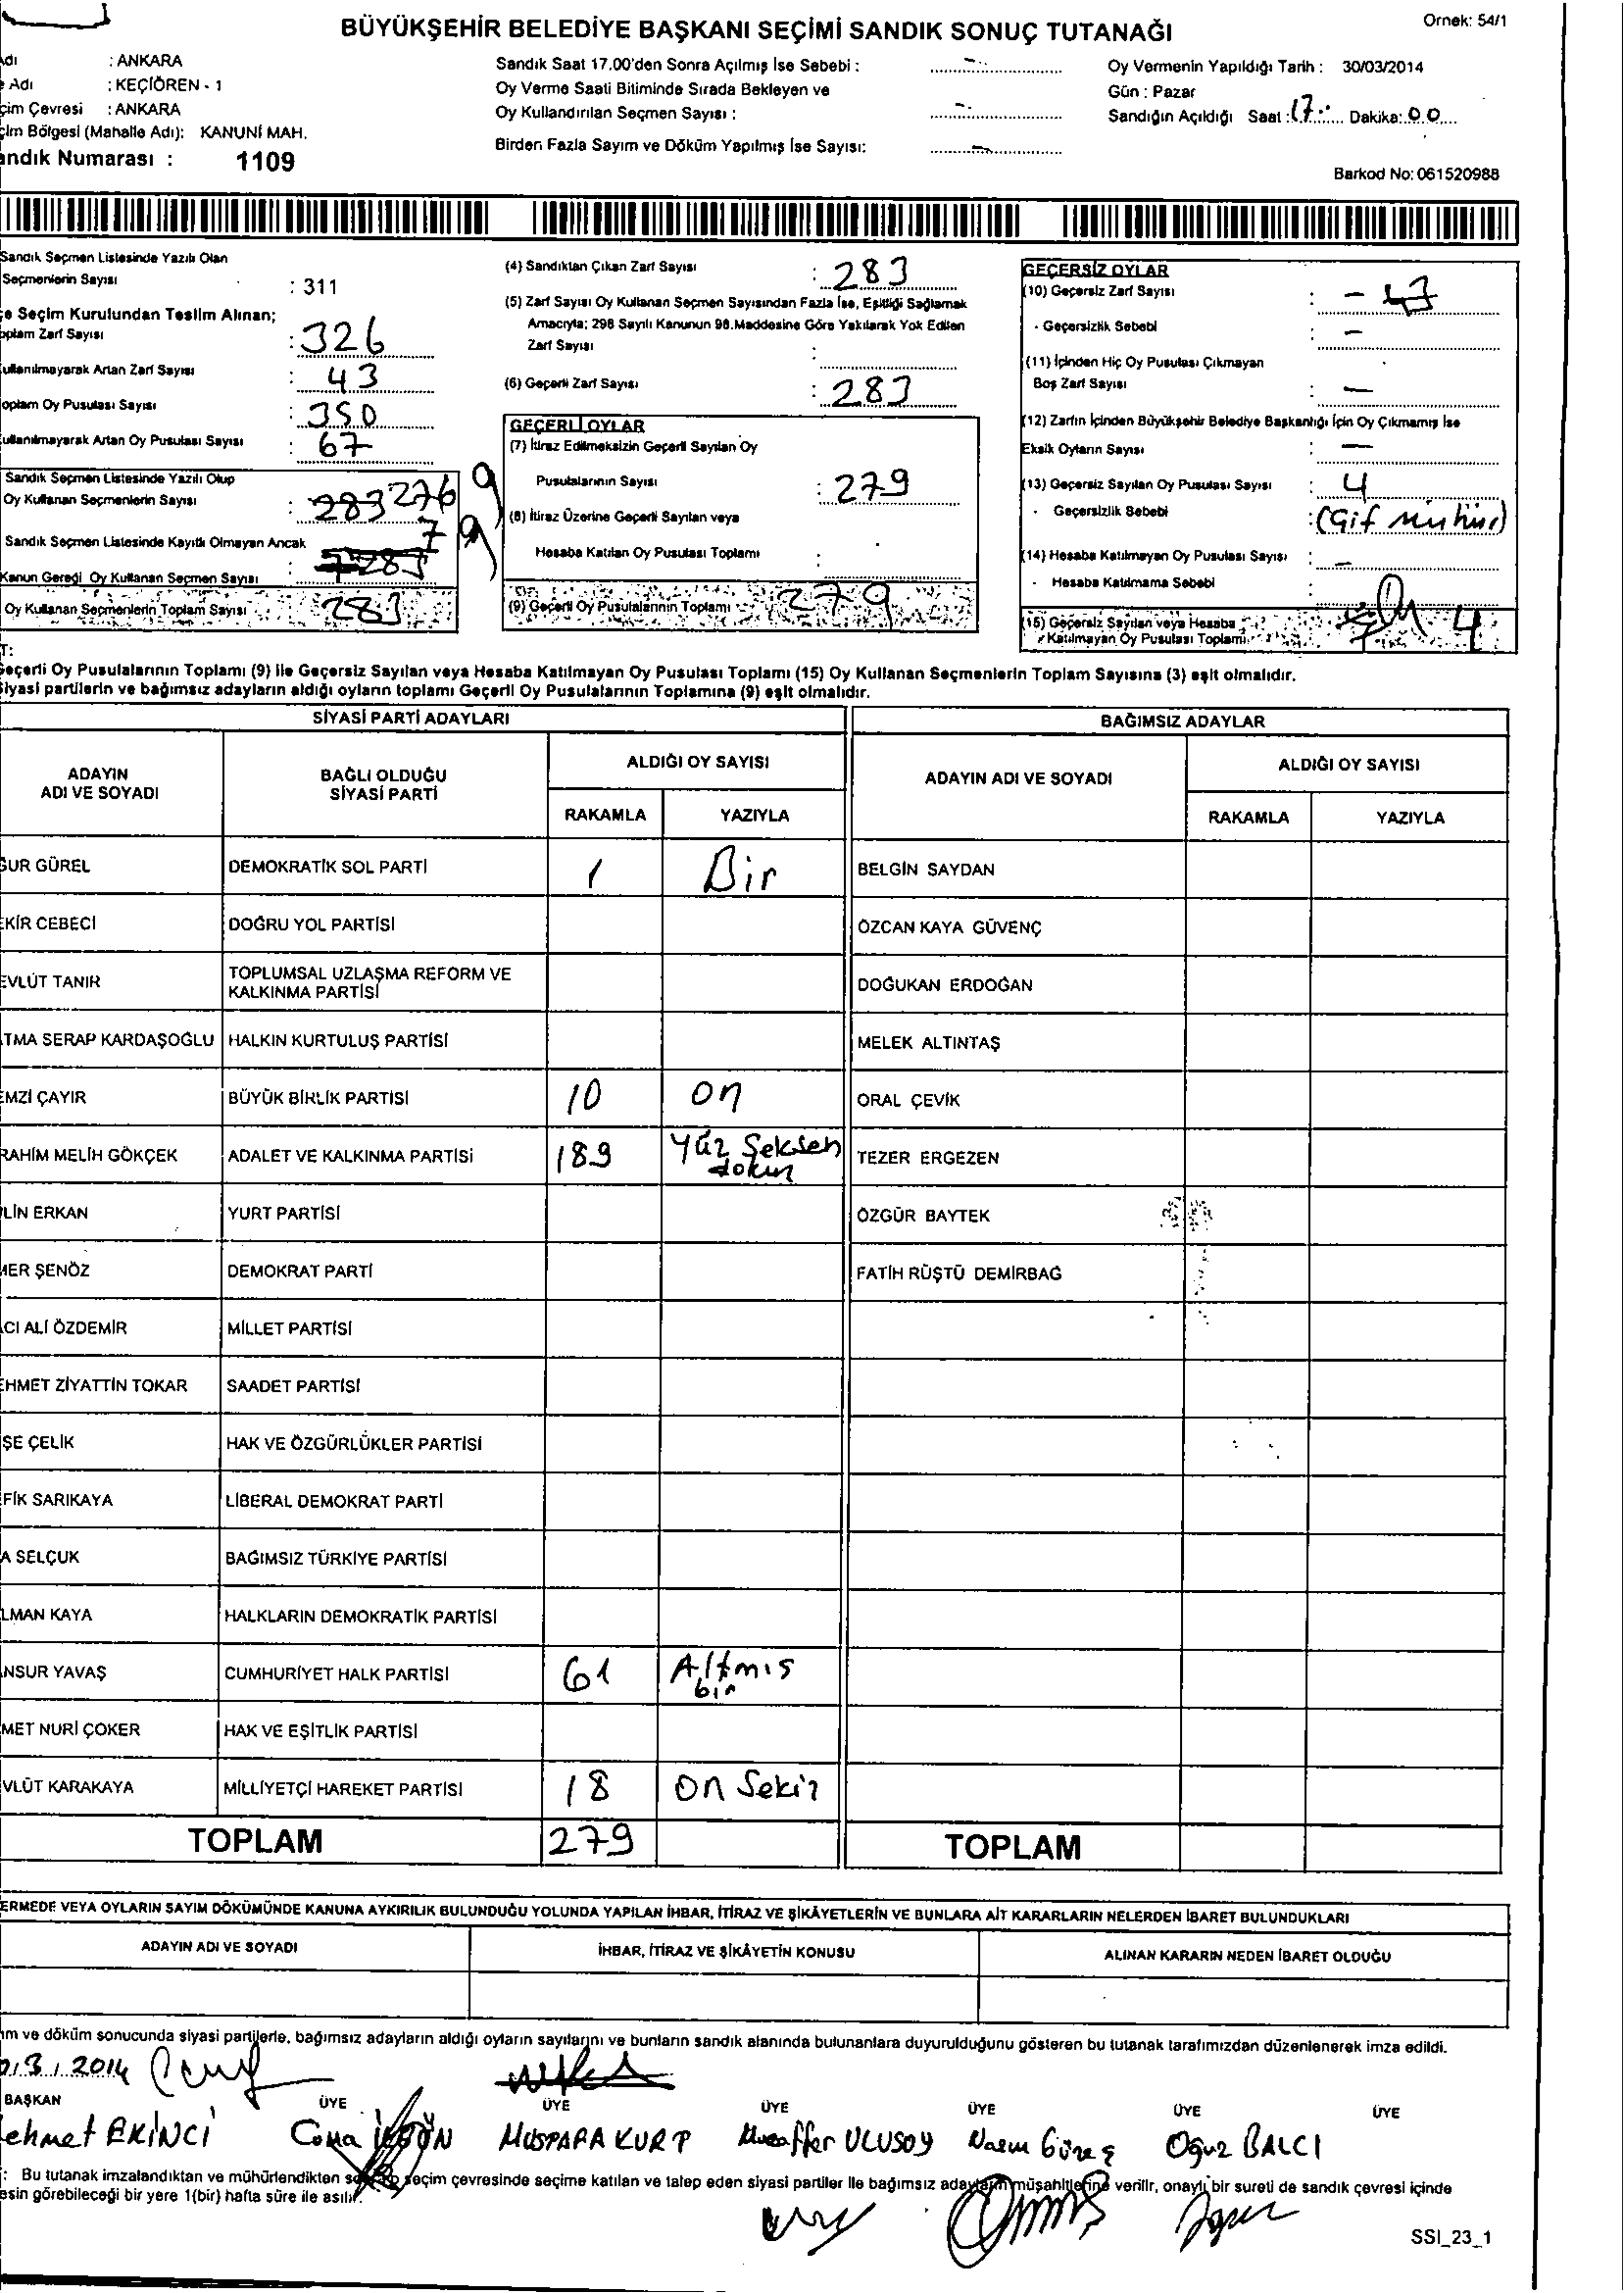 Ornek: 54/1
BÜYÜKŞEHİR BELEDİYE BAŞKANI SEÇİMİ SANDIK SONUÇ TUTANAĞI
dı : ANKARA
Adı : KEÇİÖREN - 1
çim Çevresi : ANKARA
çim Bölgesi (Mahalle Adı): KANUNİ MAH.
andık Numarası : 1109
Sandık Saat 17.00'den Sonra Açılmış İse Sebebi : -
Oy Verme Saati Bitiminde Sırada Bekleyen ve
Oy Kullandırılan Seçmen Sayısı : -
Birden Fazla Sayım ve Döküm Yapılmış İse Sayısı: -
Oy Vermenin Yapıldığı Tarih : 30/03/2014
Gün : Pazar
Sandığın Açıldığı Saat : 17 Dakika: 00
Barkod No: 061520988
Sandık Seçmen Listesinde Yazılı Olan
Seçmenlerin Sayısı : 311
e Seçim Kurulundan Teslim Alınan;
oplam Zarf Sayısı : 326
ullanılmayarak Artan Zarf Sayısı : 43
oplam Oy Pusulası Sayısı : 350
ullanılmayarak Artan Oy Pusulası Sayısı : 67
Sandık Seçmen Listesinde Yazılı Olup
Oy Kullanan Seçmenlerin Sayısı : 283 276
Sandık Seçmen Listesinde Kayıtlı Olmayan Ancak 7
Kanun Gereği Oy Kullanan Seçmen Sayısı :
Oy Kullanan Seçmenlerin Toplam Sayısı : 283
(4) Sandıktan Çıkan Zarf Sayısı : 283
(5) Zarf Sayısı Oy Kullanan Seçmen Sayısından Fazla İse, Eşitliği Sağlamak
Amacıyla; 298 Sayılı Kanunun 98.Maddesine Göre Yakılarak Yok Edilen
Zarf Sayısı :
(6) Geçerli Zarf Sayısı : 283
GEÇERLİ OYLAR
(7) İtiraz Edilmeksizin Geçerli Sayılan Oy
Pusulalarının Sayısı : 279
(8) İtiraz Üzerine Geçerli Sayılan veya
Hesaba Katılan Oy Pusulası Toplamı :
(9) Geçerli Oy Pusulalarının Toplamı : 279
GEÇERSİZ OYLAR
(10) Geçersiz Zarf Sayısı : -
- Geçersizlik Sebebi : -
(11) İçinden Hiç Oy Pusulası Çıkmayan
Boş Zarf Sayısı : -
(12) Zarfın İçinden Büyükşehir Belediye Başkanlığı İçin Oy Çıkmamış İse
Eksik Oyların Sayısı : -
(13) Geçersiz Sayılan Oy Pusulası Sayısı : 4
- Geçersizlik Sebebi : (Gif mühür)
(14) Hesaba Katılmayan Oy Pusulası Sayısı : -
- Hesaba Katılmama Sebebi :
(15) Geçersiz Sayılan veya Hesaba
Katılmayan Oy Pusulası Toplamı : 4
T:
eçerli Oy Pusulalarının Toplamı (9) ile Geçersiz Sayılan veya Hesaba Katılmayan Oy Pusulası Toplamı (15) Oy Kullanan Seçmenlerin Toplam Sayısına (3) eşit olmalıdır.
iyasi partilerin ve bağımsız adayların aldığı oyların toplamı Geçerli Oy Pusulalarının Toplamına (9) eşit olmalıdır.
SİYASİ PARTİ ADAYLARI BAĞIMSIZ ADAYLAR
ADAYIN ADI VE SOYADI BAĞLI OLDUĞU SİYASİ PARTİ ALDIĞI OY SAYISI ADAYIN ADI VE SOYADI ALDIĞI OY SAYISI
RAKAMLA YAZIYLA RAKAMLA YAZIYLA
GUR GÜREL DEMOKRATİK SOL PARTİ 1 Bir BELGİN SAYDAN
EKİR CEBECİ DOĞRU YOL PARTİSİ OZCAN KAYA GÜVENÇ
EVLÜT TANIR TOPLUMSAL UZLAŞMA REFORM VE KALKINMA PARTİSİ DOĞUKAN ERDOĞAN
TMA SERAP KARDAŞOĞLU HALKIN KURTULUŞ PARTİSİ MELEK ALTINTAŞ
EMZİ ÇAYIR BÜYÜK BİRLİK PARTİSİ 10 on ORAL ÇEVİK
RAHİM MELİH GÖKÇEK ADALET VE KALKINMA PARTİSİ 189 Yüz Seksen dokuz TEZER ERGEZEN
LİN ERKAN YURT PARTİSİ ÖZGÜR BAYTEK
MER ŞENÖZ DEMOKRAT PARTİ FATİH RÜŞTÜ DEMİRBAĞ
CI ALİ ÖZDEMİR MİLLET PARTİSİ
EHMET ZİYATTİN TOKAR SAADET PARTİSİ
ŞE ÇELİK HAK VE ÖZGÜRLÜKLER PARTİSİ
FİK SARIKAYA LİBERAL DEMOKRAT PARTİ
A SELÇUK BAĞIMSIZ TÜRKİYE PARTİSİ
LMAN KAYA HALKLARIN DEMOKRATİK PARTİSİ
NSUR YAVAŞ CUMHURİYET HALK PARTİSİ 61 Altmış bir
MET NURİ ÇOKER HAK VE EŞİTLİK PARTİSİ
VLÜT KARAKAYA MİLLİYETÇİ HAREKET PARTİSİ 18 On Sekiz
TOPLAM 279 TOPLAM
ERMEDE VEYA OYLARIN SAYIM DÖKÜMÜNDE KANUNA AYKIRILIK BULUNDUĞU YOLUNDA YAPILAN İHBAR, İTİRAZ VE ŞİKÂYETLERİN VE BUNLARA AİT KARARLARIN NELERDEN İBARET BULUNDUKLARI
ADAYIN ADI VE SOYADI İHBAR, İTİRAZ VE ŞİKÂYETİN KONUSU ALINAN KARARIN NEDEN İBARET OLDUĞU
ım ve döküm sonucunda siyasi partilerle, bağımsız adayların aldığı oyların sayılarını ve bunların sandık alanında bulunanlara duyurulduğunu gösteren bu tutanak tarafımızdan düzenlenerek imza edildi.
3.2014
BAŞKAN ÜYE ÜYE ÜYE ÜYE ÜYE ÜYE
ehmet EKİNCİ Coma MUSPAFA KURT Muzaffer ULUSOY Nazım Güneş Oğuz BALCI
: Bu tutanak imzalandıktan ve mühürlendikten seçim çevresinde seçime katılan ve talep eden siyasi partiler ile bağımsız adayların müşahitlerine verilir, onaylı bir sureti de sandık çevresi içinde
esin görebileceği bir yere 1(bir) hafta süre ile asılır.
SSI_23_1